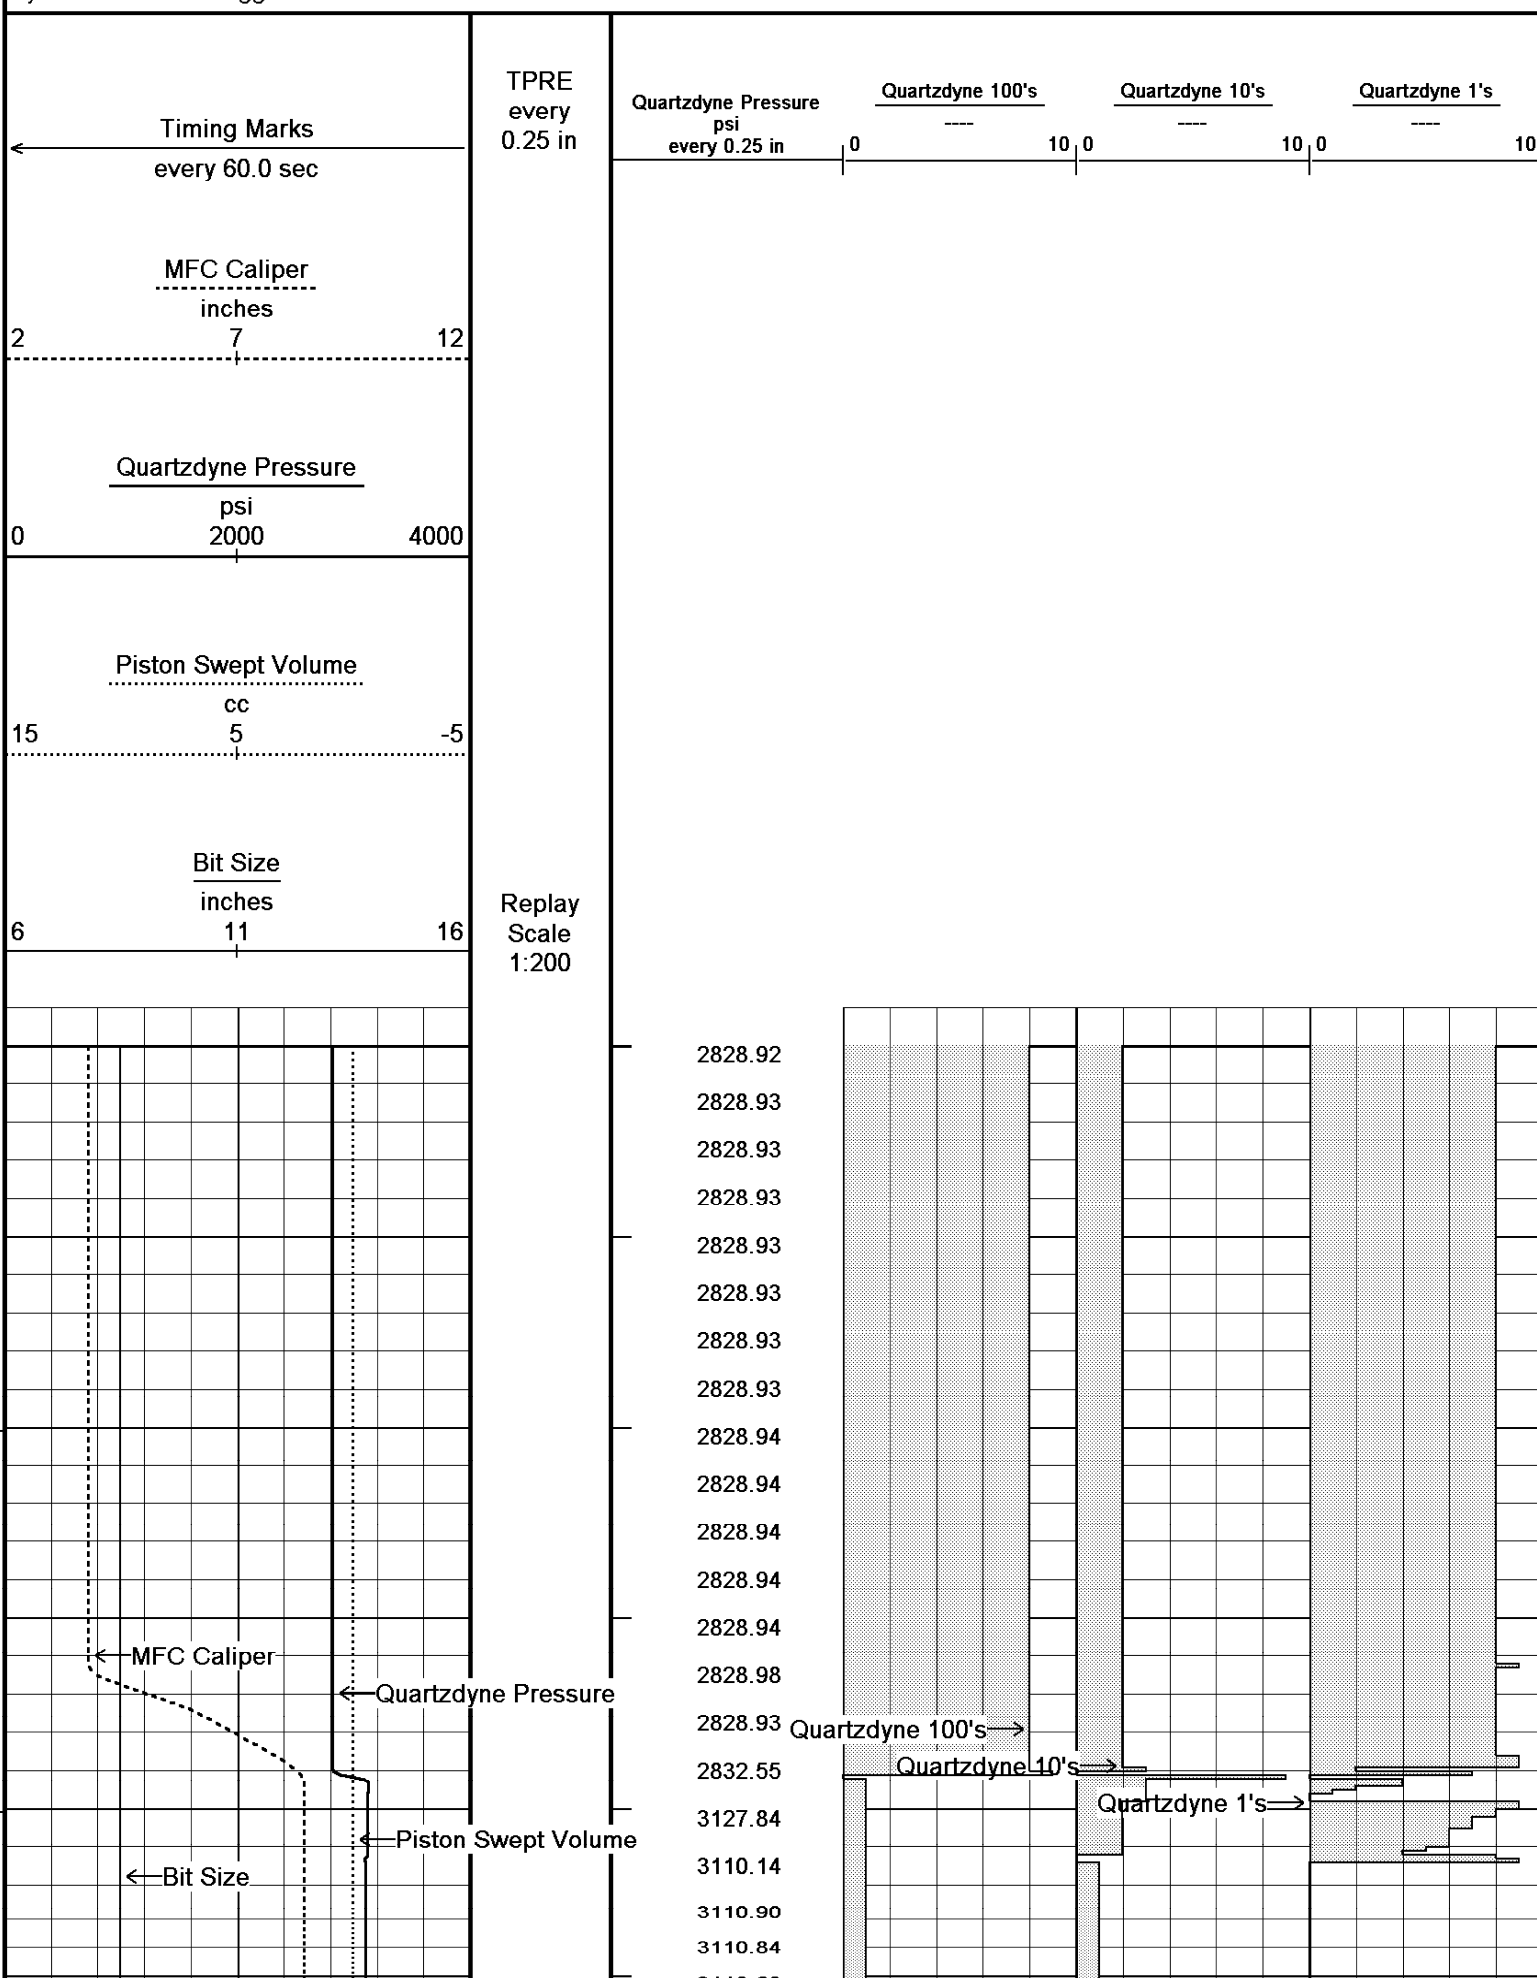 Timing Marks
every 60.0 sec
MFC Caliper
inches
2 7 12
Quartzdyne Pressure
psi
0 2000 4000
Piston Swept Volume
cc
15 5 -5
Bit Size
inches
6 11 16
TPRE
every
0.25 in
Replay
Scale
1:200
Quartzdyne Pressure
psi
every 0.25 in
Quartzdyne 100's
----
0 10
Quartzdyne 10's
----
0 10
Quartzdyne 1's
----
0 10
2828.92
2828.93
2828.93
2828.93
2828.93
2828.93
2828.93
2828.93
2828.94
2828.94
2828.94
2828.94
2828.94
MFC Caliper
2828.98
Quartzdyne Pressure
2828.93
Quartzdyne 100's
Quartzdyne 10's
2832.55
Quartzdyne 1's
3127.84
Piston Swept Volume
3110.14
Bit Size
3110.90
3110.84